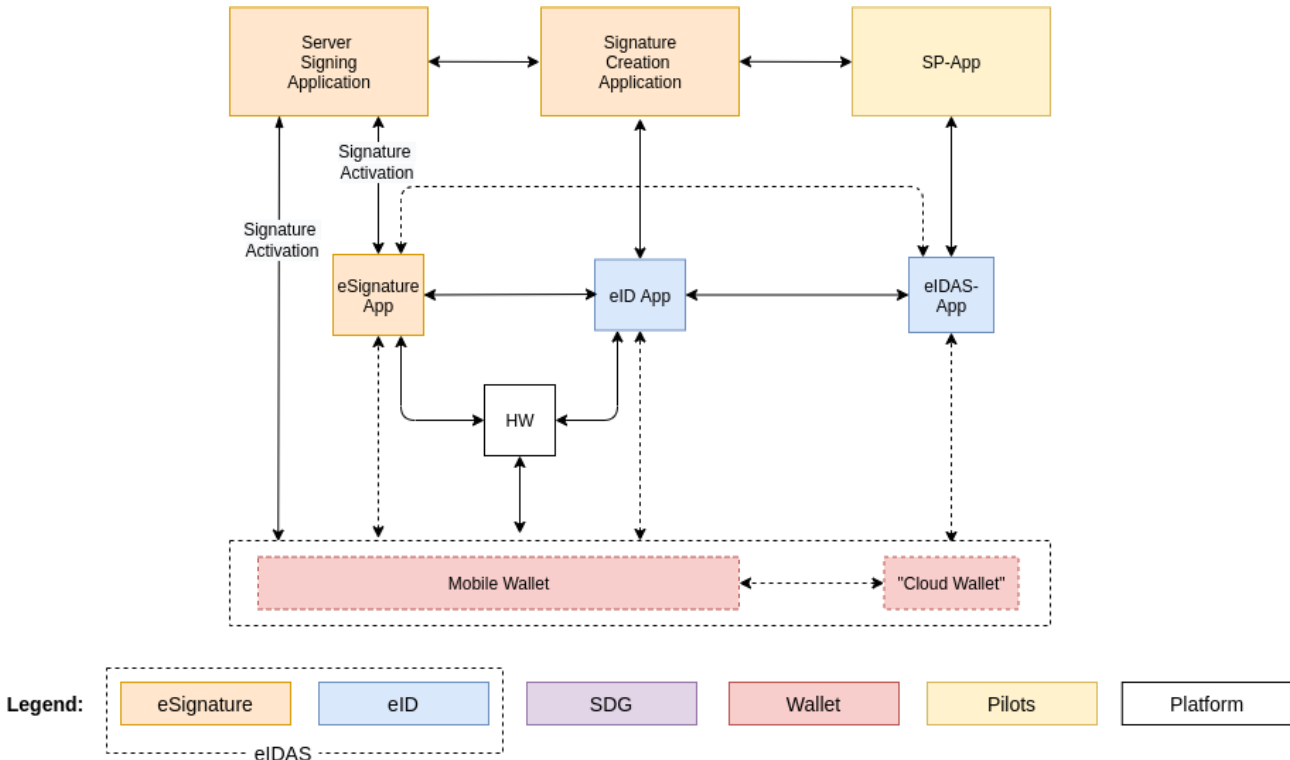 Server
Signing
Application
Signature
Creation
Application
SP-App
Signature
Activation
Signature
Activation
eSignature
App
eID App
eIDAS-
App
HW
Mobile Wallet
"Cloud Wallet"
Legend:
eSignature
eID
SDG
Wallet
Pilots
Platform
eIDAS